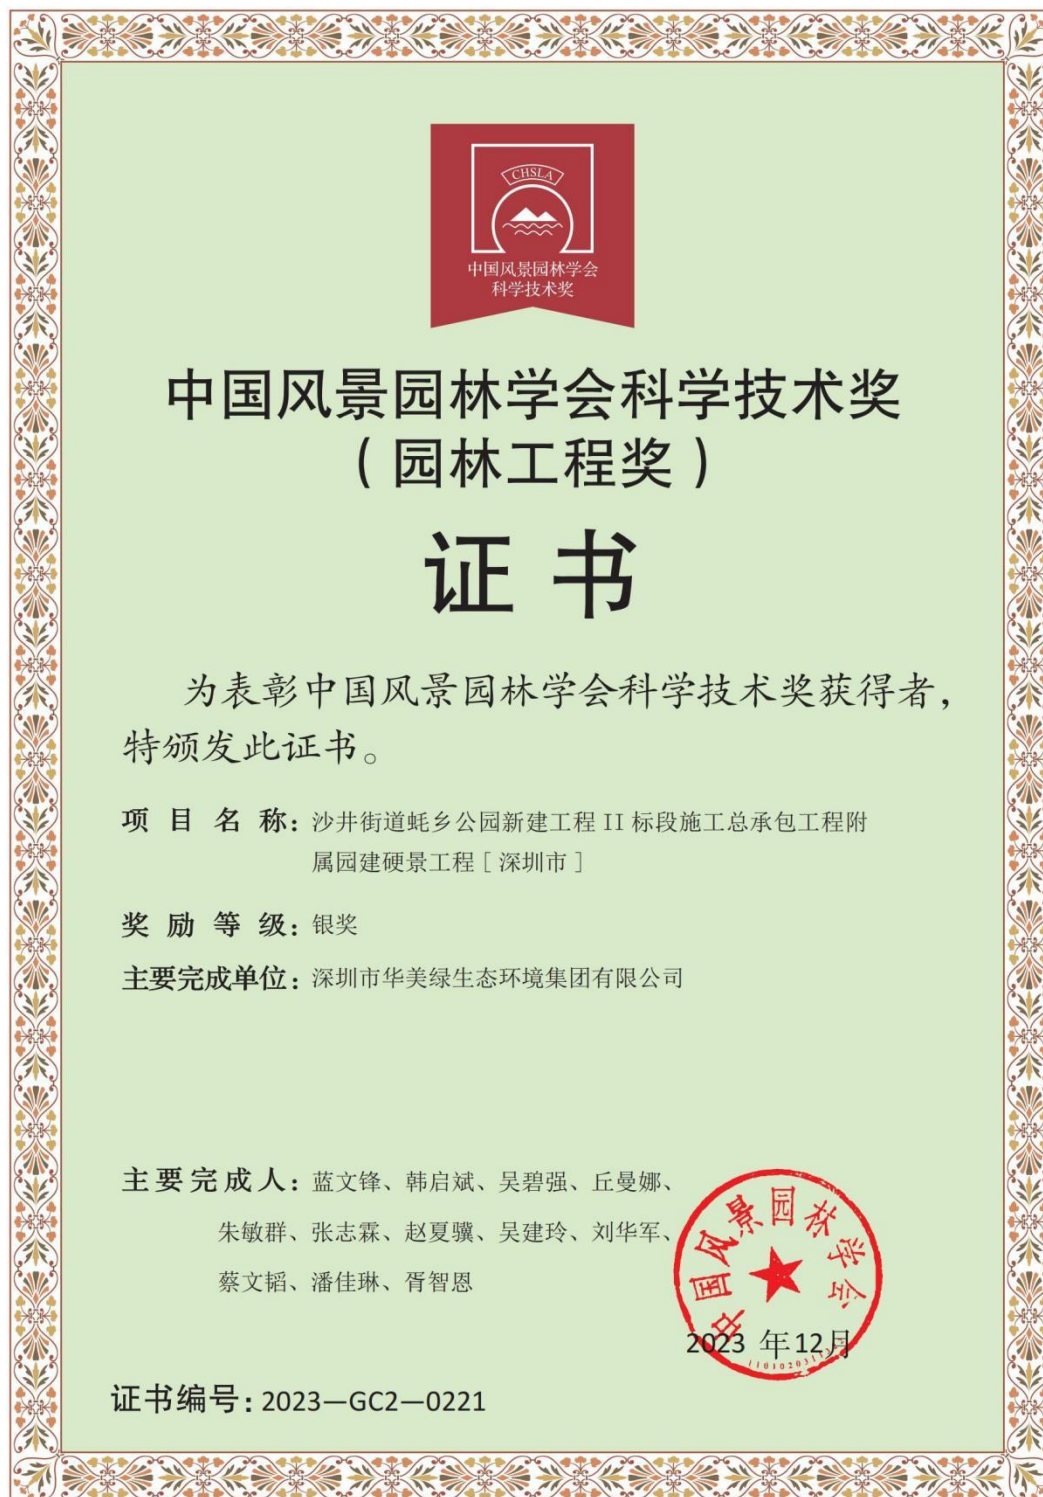 CHSLA
中国风景园林学会
科学技术奖
中国风景园林学会科学技术奖
（园林工程奖）
证书
为表彰中国风景园林学会科学技术奖获得者，
特颁发此证书。
项目名称：沙井街道蚝乡公园新建工程 II 标段施工总承包工程附
属园建硬景工程［深圳市］
奖励等级：银奖
主要完成单位：深圳市华美绿生态环境集团有限公司
主要完成人：蓝文锋、韩启斌、吴碧强、丘曼娜、
朱敏群、张志霖、赵夏骥、吴建玲、刘华军、
蔡文韬、潘佳琳、胥智恩
中国风景园林学会
2023 年12月
证书编号：2023—GC2—0221